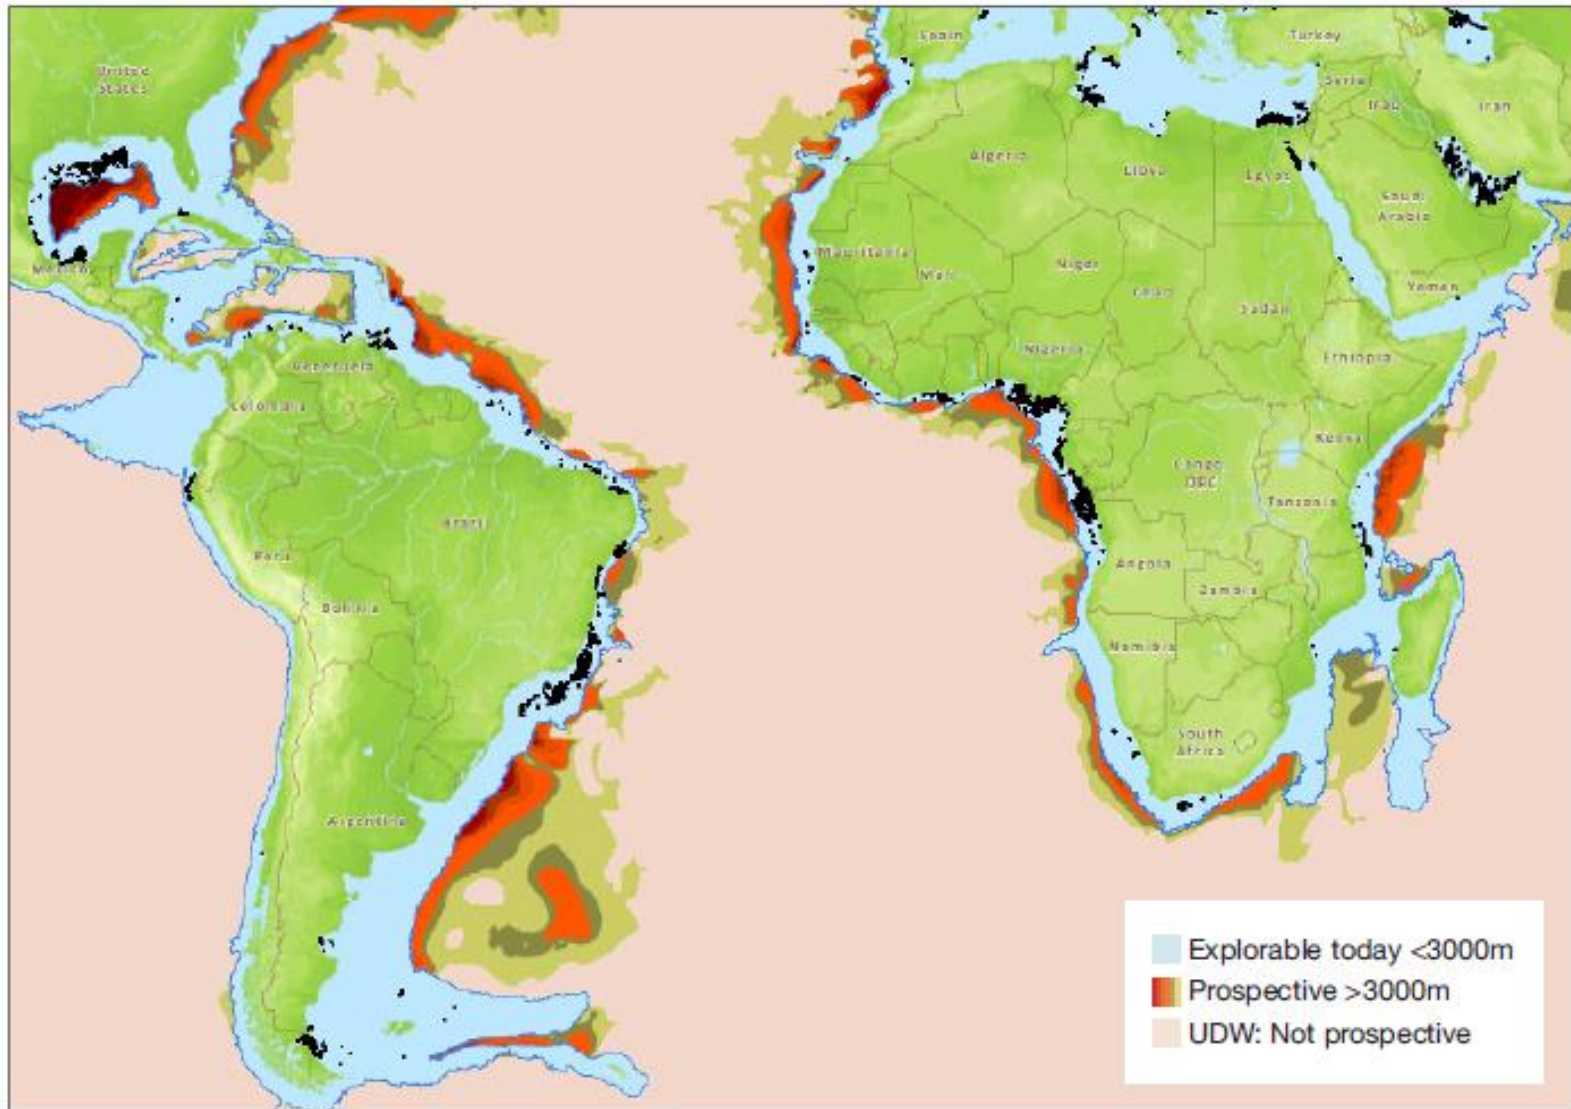 Spain
Turkey
United
States
Syria
Iraq
Iran
Algeria
Libya
Egypt
Saudi
Arabia
Mexico
Mauritania
Mali
Niger
Chad
Sudan
Yemen
Nigeria
Ethiopia
Venezuela
Colombia
Kenya
Congo
DRC
Tanzania
Brazil
Peru
Angola
Zambia
Bolivia
Namibia
South
Africa
Argentina
Explorable today <3000m
Prospective >3000m
UDW: Not prospective